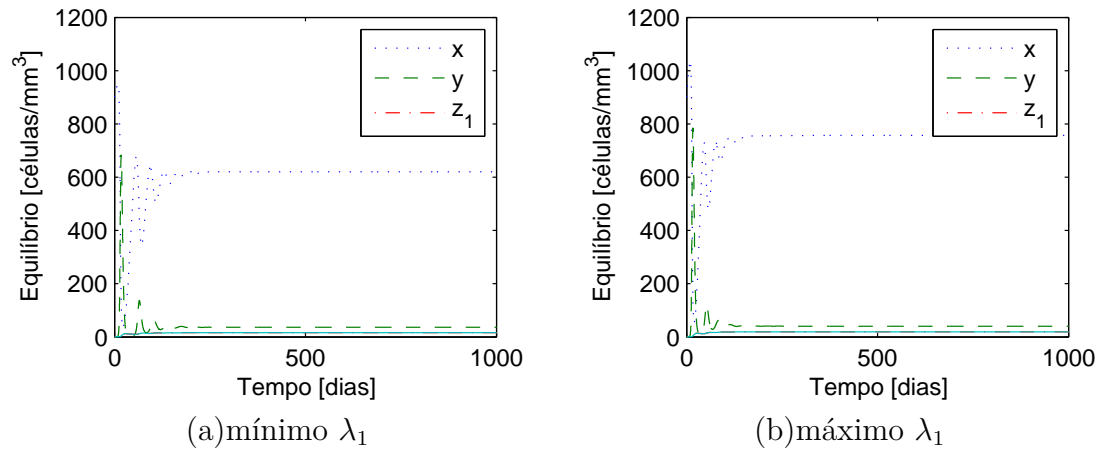 1200
1000
800
600
400
200
0
0
500
1000
Equilíbrio [células/mm³]
Tempo [dias]
x
y
z₁
(a)mínimo λ₁
1200
1000
800
600
400
200
0
0
500
1000
Equilíbrio [células/mm³]
Tempo [dias]
x
y
z₁
(b)máximo λ₁